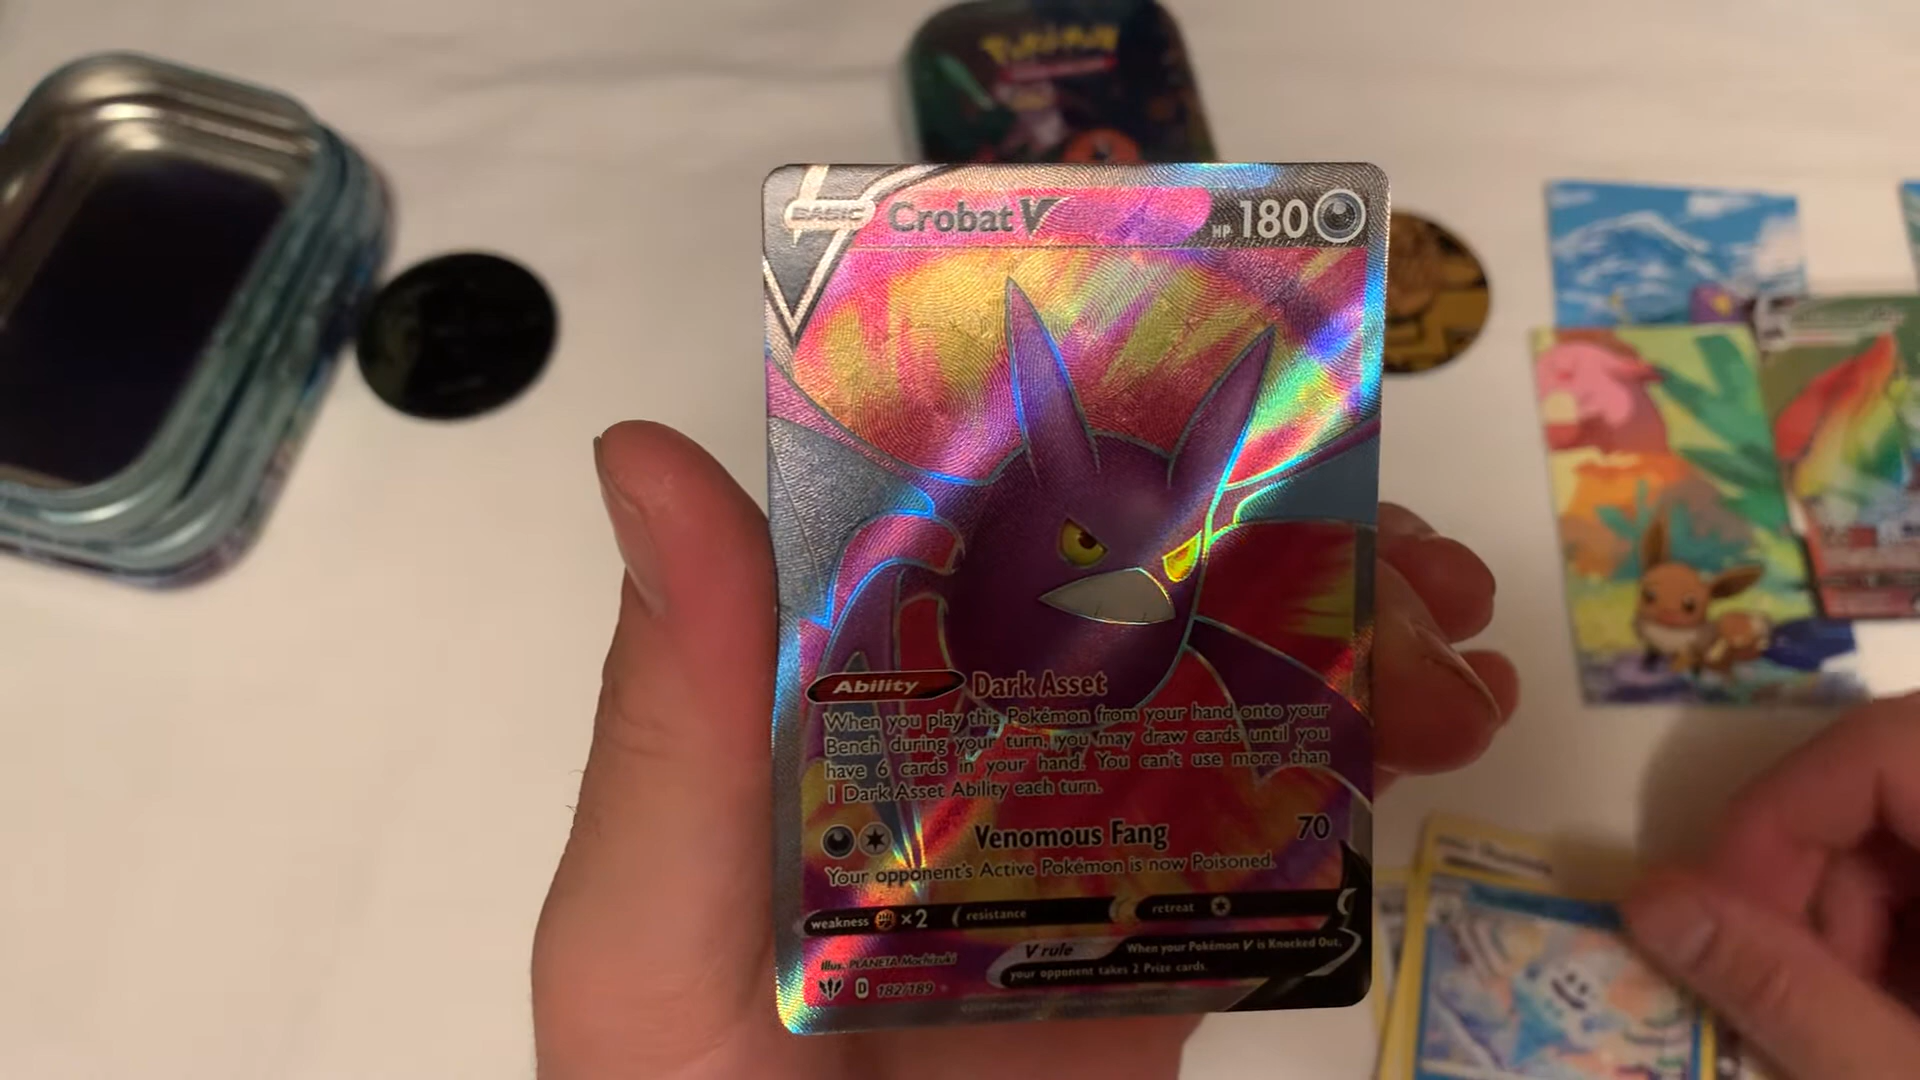 Pokémon
BASIC
Crobat V
HP 180
Ability Dark Asset
When you play this Pokémon from your hand onto your
Bench during your turn, you may draw cards until you
have 6 cards in your hand. You can't use more than
1 Dark Asset Ability each turn.
Venomous Fang 70
Your opponent's Active Pokémon is now Poisoned.
weakness ×2 resistance retreat
V rule When your Pokémon V is Knocked Out,
your opponent takes 2 Prize cards.
Illus. PLANETA Mochizuki
D 182/189